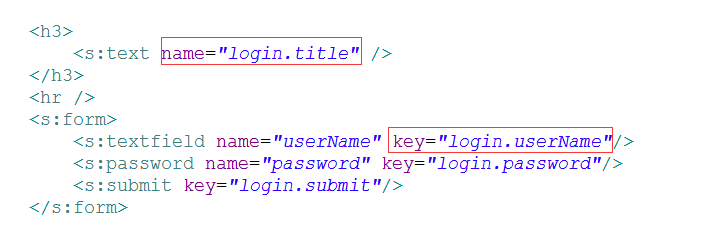 <h3>
    <s:text name="login.title" />
</h3>
<hr />
<s:form>
    <s:textfield name="userName" key="login.userName"/>
    <s:password name="password" key="login.password"/>
    <s:submit key="login.submit"/>
</s:form>